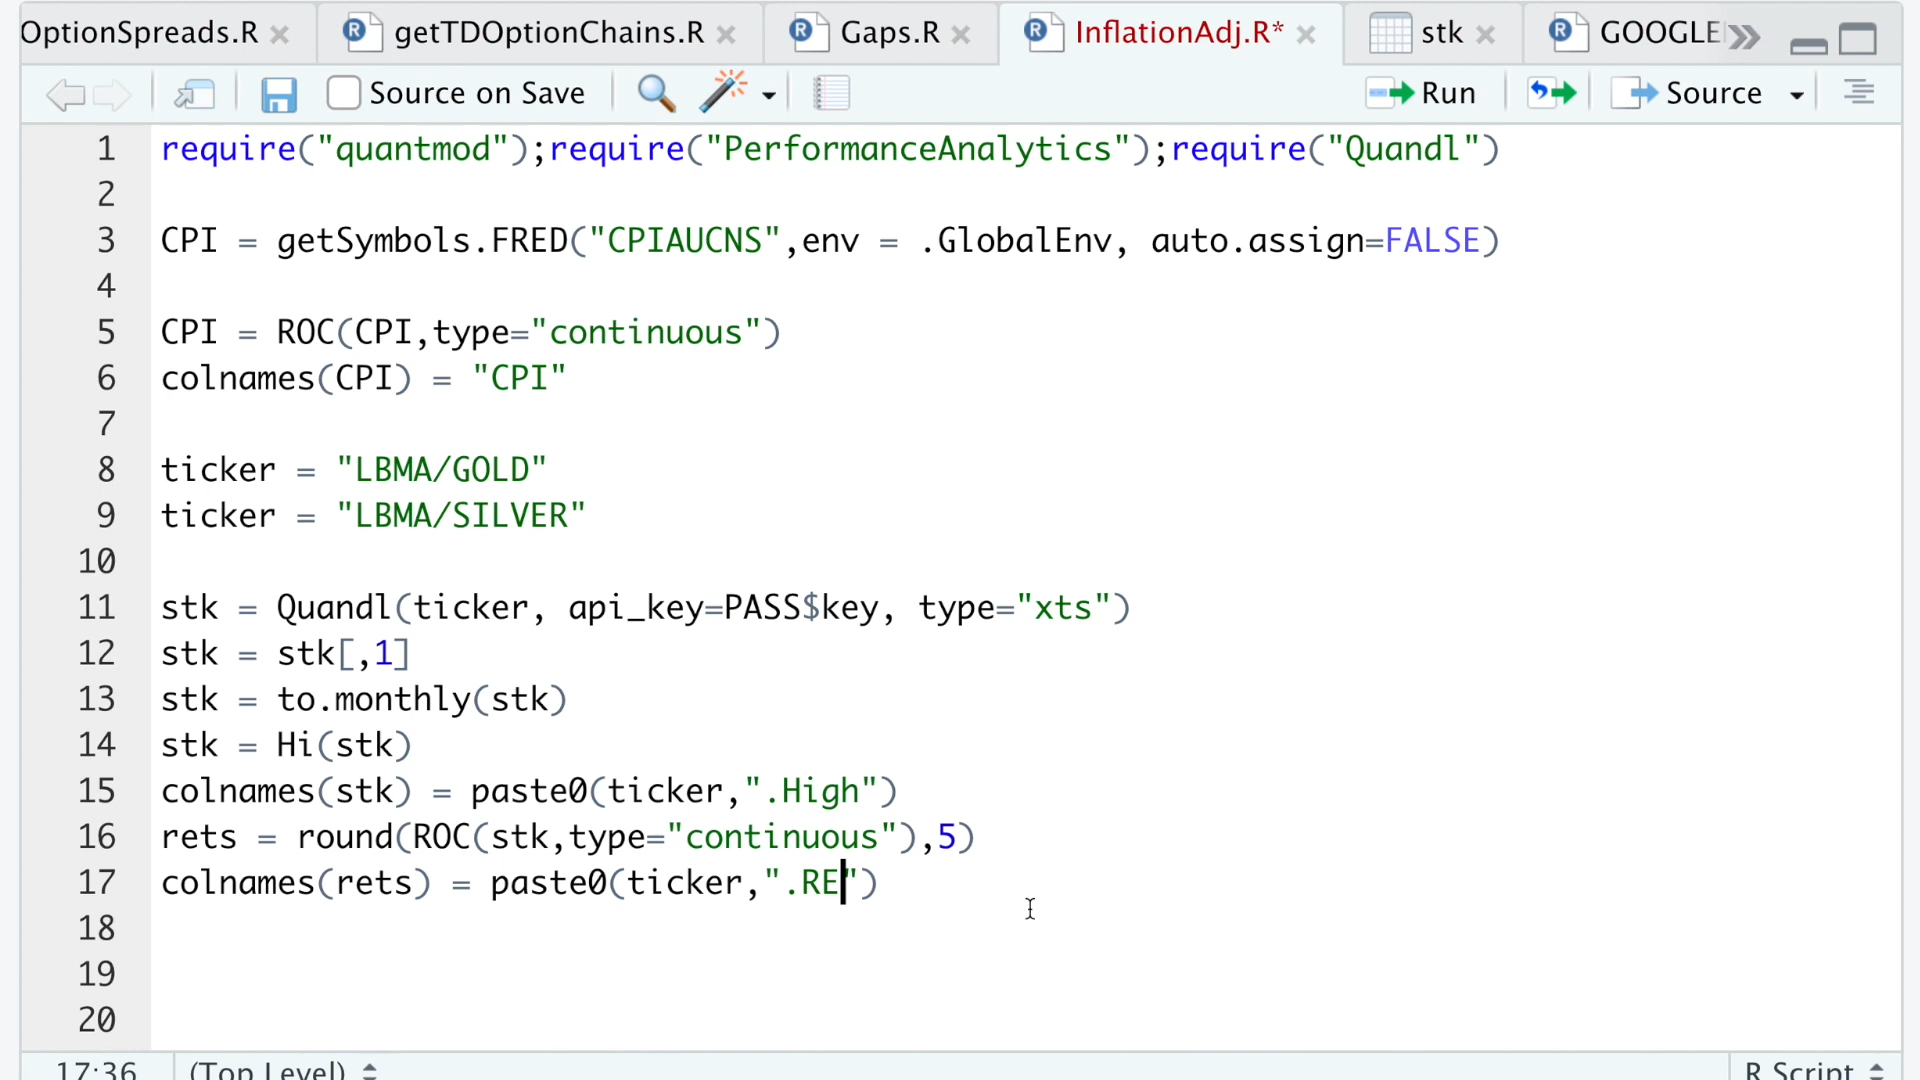 OptionSpreads.R getTDOptionChains.R Gaps.R InflationAdj.R* stk GOOGLE
Source on Save Run Source
1 require("quantmod");require("PerformanceAnalytics");require("Quandl")
2
3 CPI = getSymbols.FRED("CPIAUCNS",env = .GlobalEnv, auto.assign=FALSE)
4
5 CPI = ROC(CPI,type="continuous")
6 colnames(CPI) = "CPI"
7
8 ticker = "LBMA/GOLD"
9 ticker = "LBMA/SILVER"
10
11 stk = Quandl(ticker, api_key=PASS$key, type="xts")
12 stk = stk[,1]
13 stk = to.monthly(stk)
14 stk = Hi(stk)
15 colnames(stk) = paste0(ticker,".High")
16 rets = round(ROC(stk,type="continuous"),5)
17 colnames(rets) = paste0(ticker,".RE")
18
19
20
17:36 (Top Level) R Script